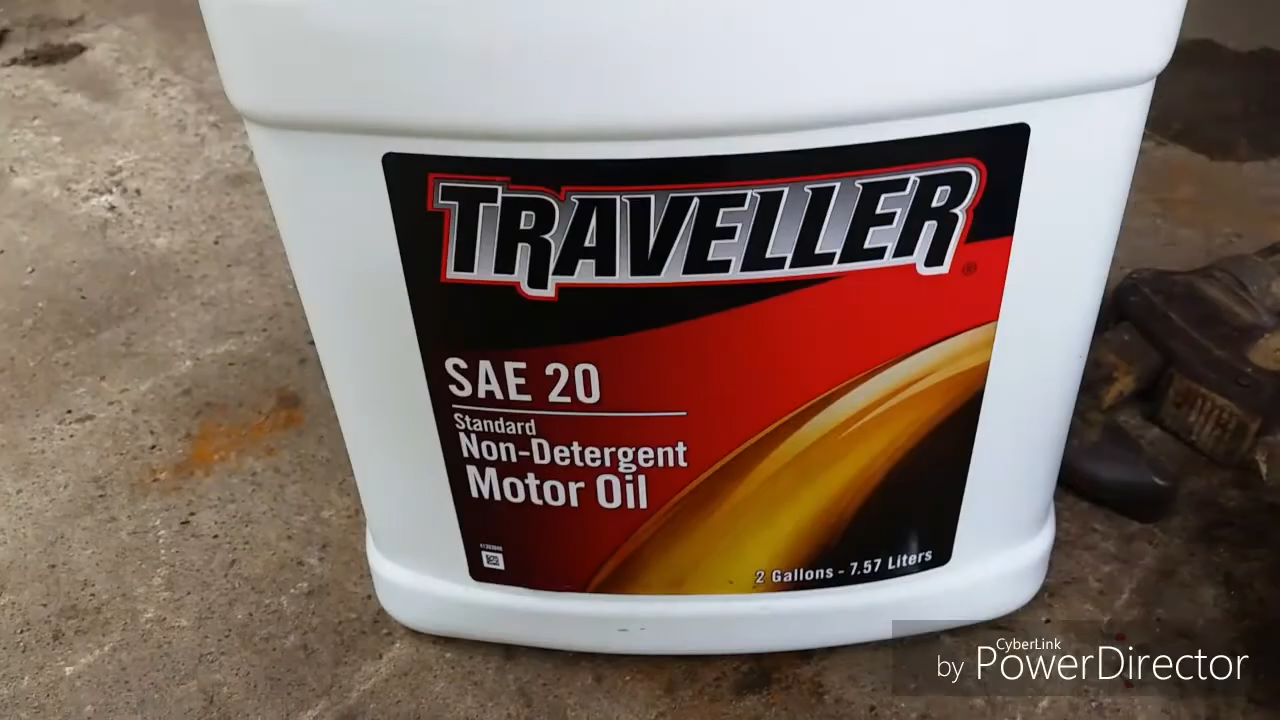 TRAVELLER
®
SAE 20
Standard
Non-Detergent
Motor Oil
2 Gallons - 7.57 Liters
CyberLink
by PowerDirector